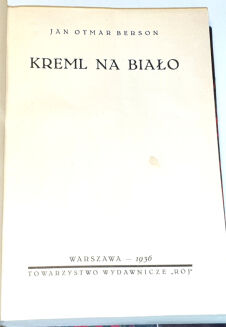 JAN OTMAR BERSON
KREML NA BIAŁO
WARSZAWA — 1936
TOWARZYSTWO WYDAWNICZE „RÓJ"